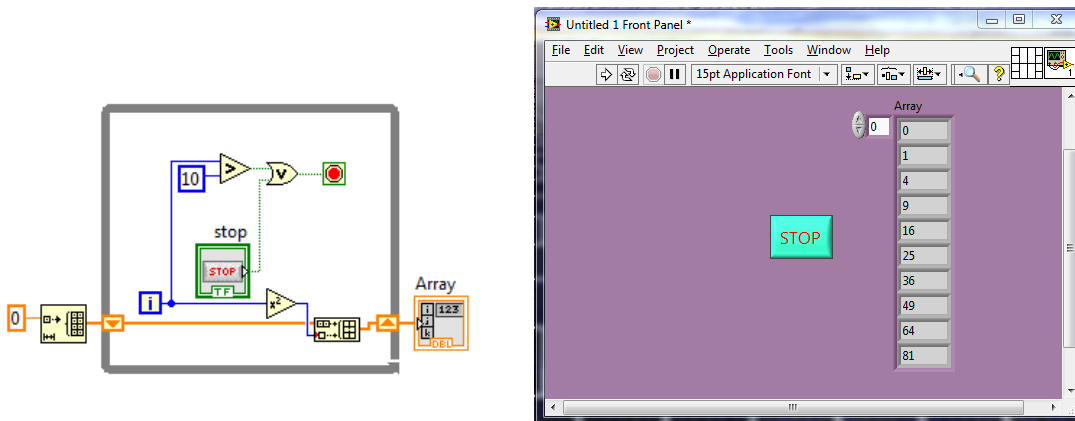 10
>
V
stop
STOP
TF
i
x²
0
Array
i 123
j
k
DBL
Untitled 1 Front Panel *
File Edit View Project Operate Tools Window Help
15pt Application Font
?
1
Array
0
0
1
4
9
16
25
36
49
64
81
STOP